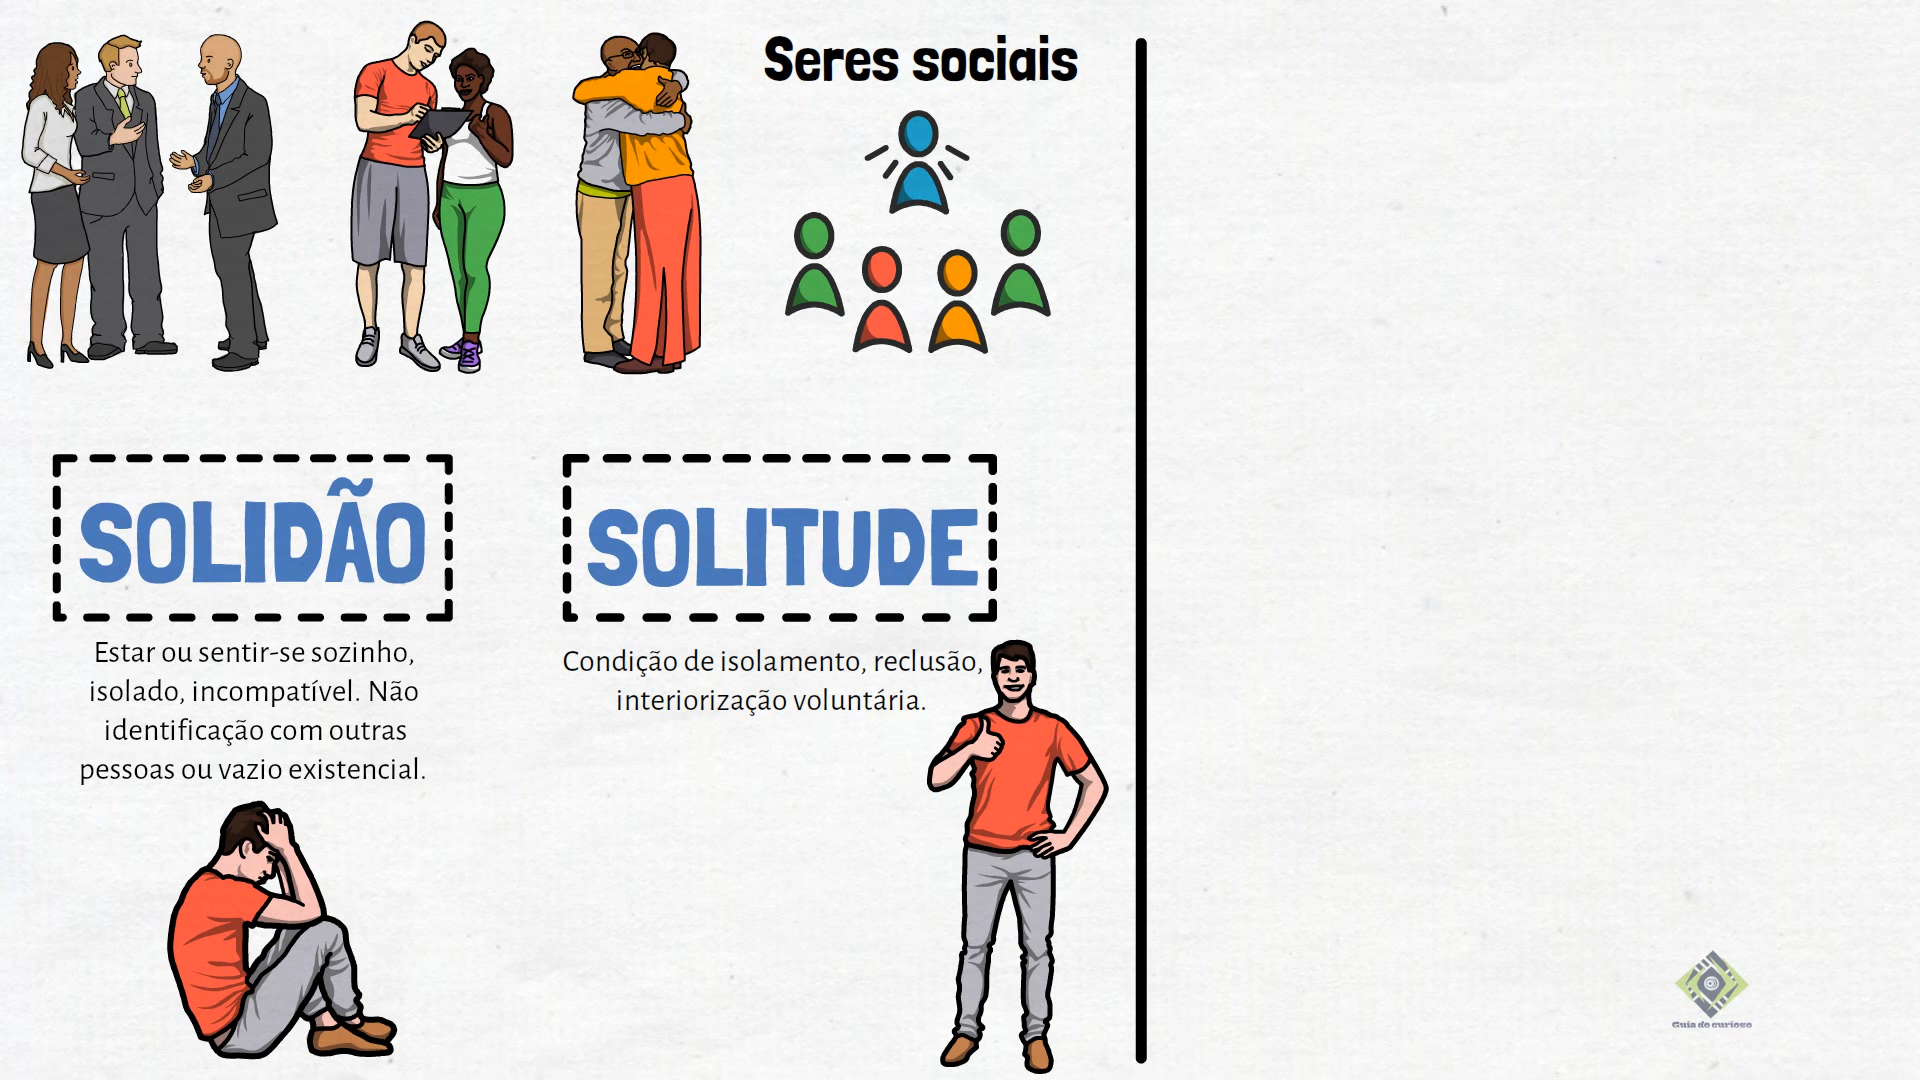 Seres sociais
SOLIDÃO
Estar ou sentir-se sozinho,
isolado, incompatível. Não
identificação com outras
pessoas ou vazio existencial.
SOLITUDE
Condição de isolamento, reclusão,
interiorização voluntária.
Guia do curioso